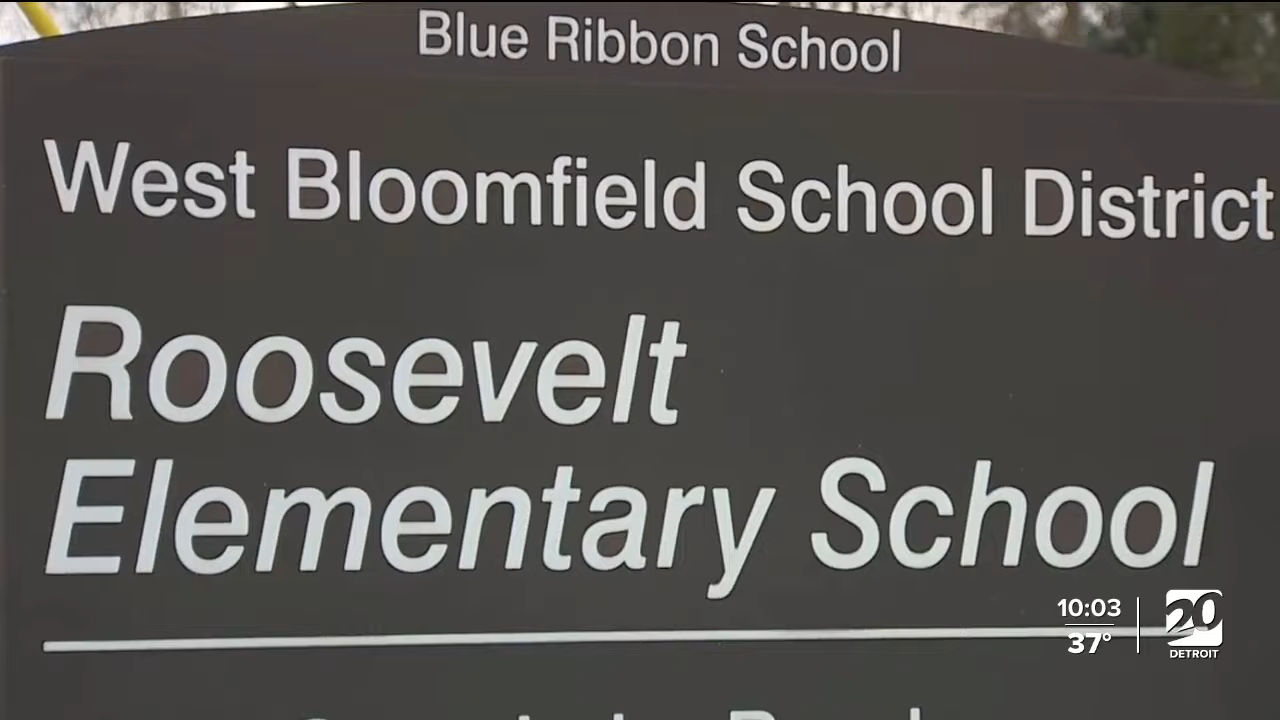 Blue Ribbon School
West Bloomfield School District
Roosevelt
Elementary School
10:03
37°
20
DETROIT